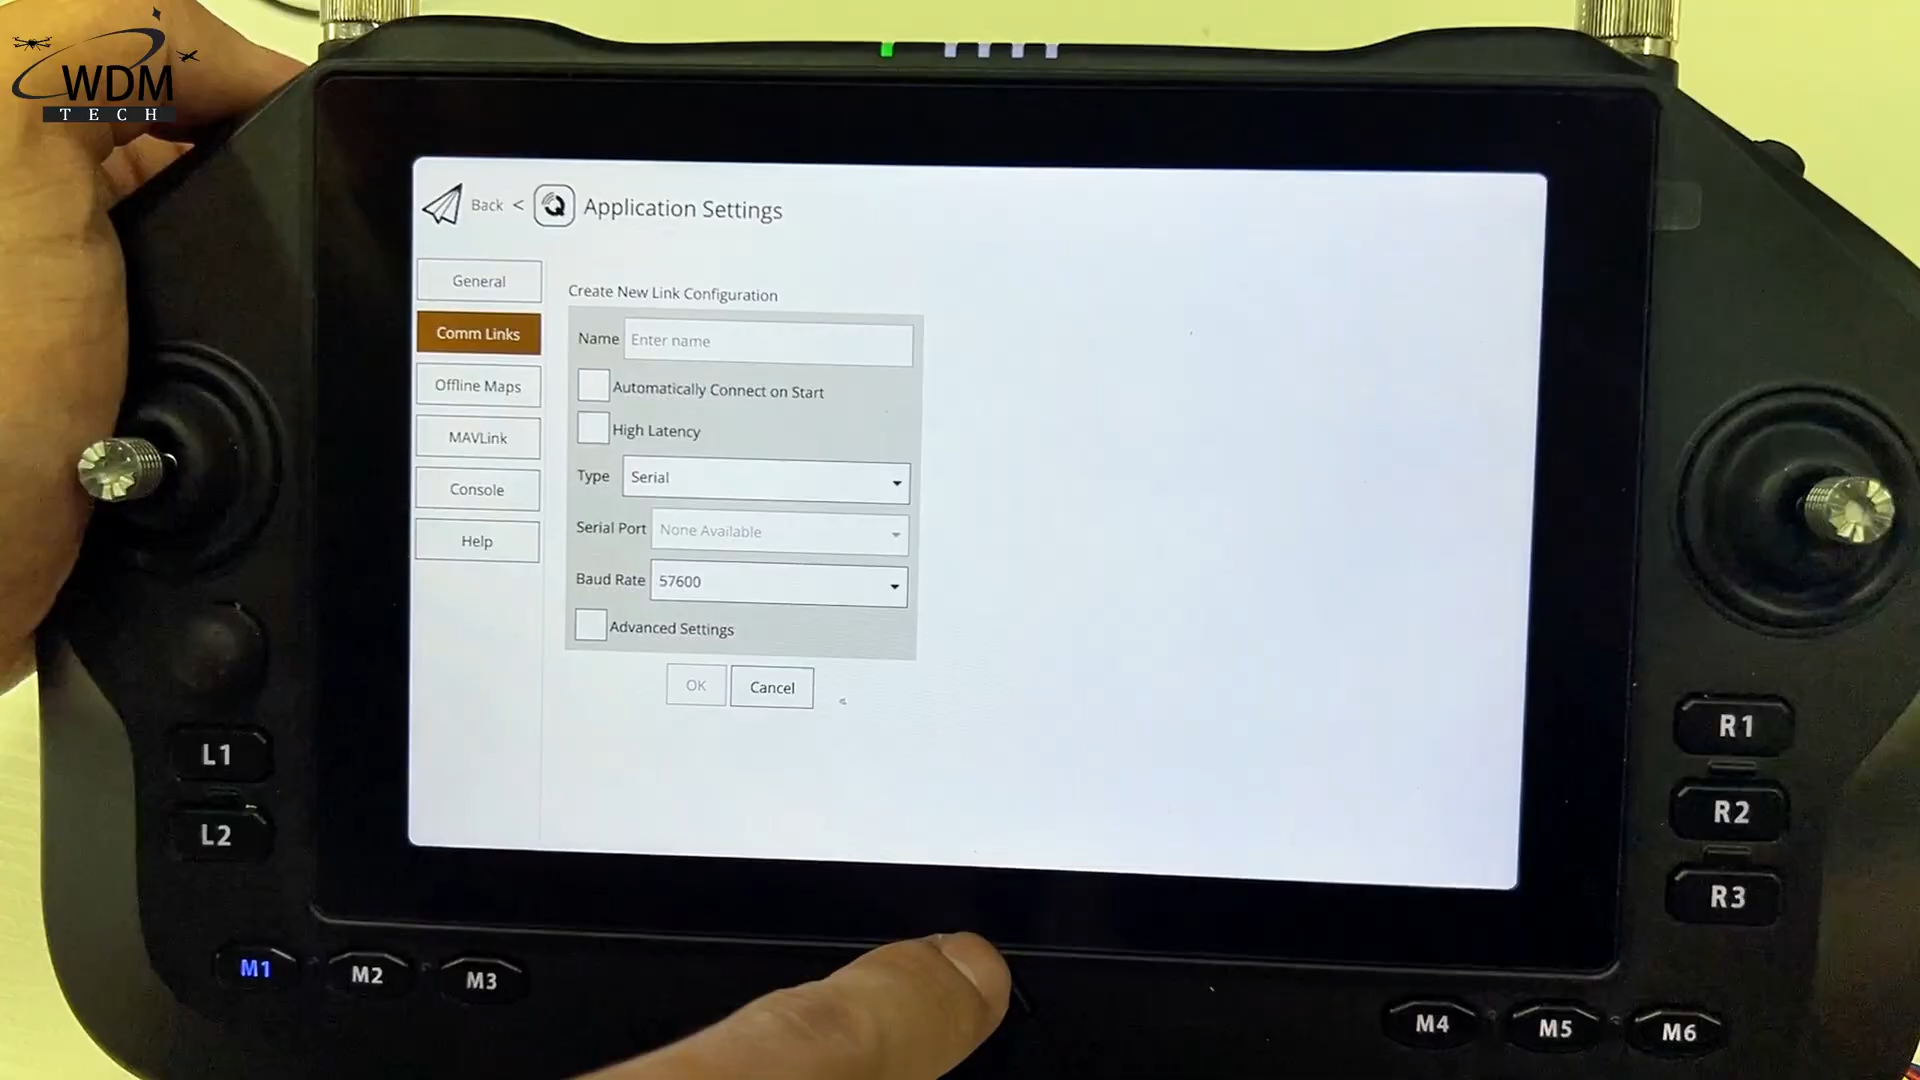 WDM
TECH
Back < Application Settings
General
Comm Links
Offline Maps
MAVLink
Console
Help
Create New Link Configuration
Name Enter name
Automatically Connect on Start
High Latency
Type Serial
Serial Port None Available
Baud Rate 57600
Advanced Settings
OK Cancel
L1
L2
R1
R2
R3
M1 M2 M3
M4 M5 M6